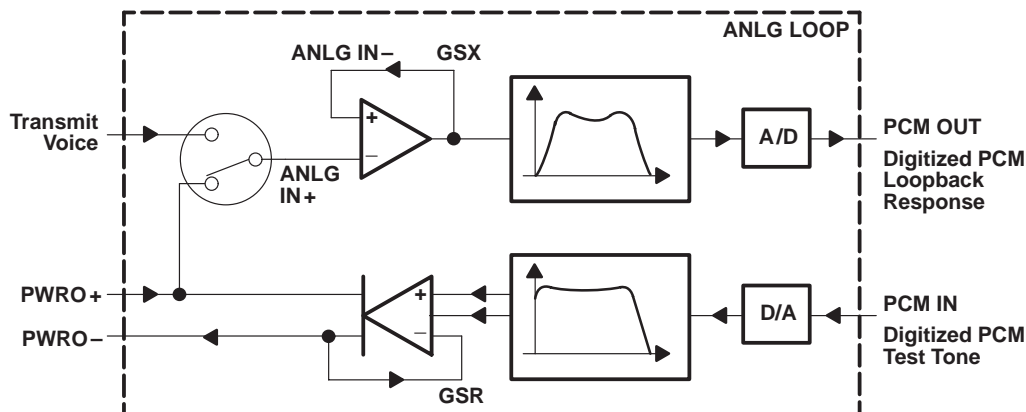 ANLG LOOP
ANLG IN−
GSX
Transmit
Voice
+
−
A/D
PCM OUT
Digitized PCM
Loopback
Response
ANLG
IN+
PWRO+
PWRO−
+
−
GSR
D/A
PCM IN
Digitized PCM
Test Tone